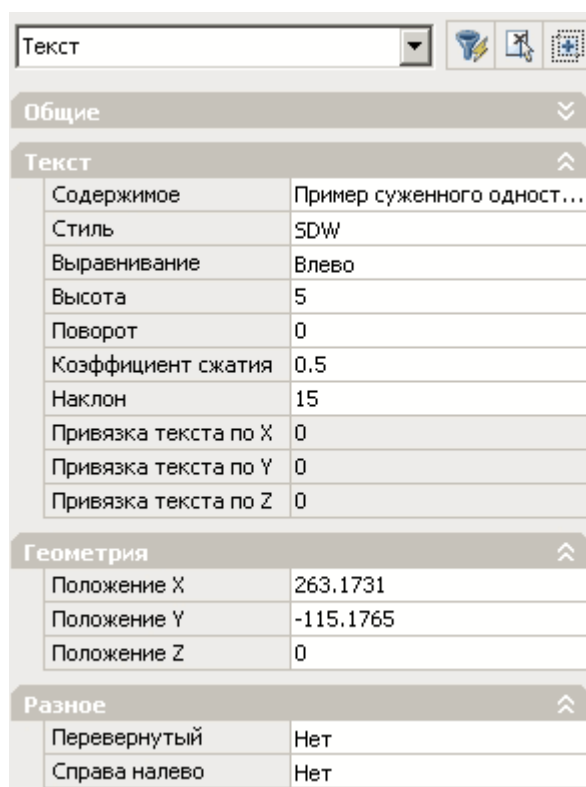 Текст
Общие
Текст
Содержимое Пример суженного одност...
Стиль SDW
Выравнивание Влево
Высота 5
Поворот 0
Коэффициент сжатия 0.5
Наклон 15
Привязка текста по X 0
Привязка текста по Y 0
Привязка текста по Z 0
Геометрия
Положение X 263.1731
Положение Y -115.1765
Положение Z 0
Разное
Перевернутый Нет
Справа налево Нет